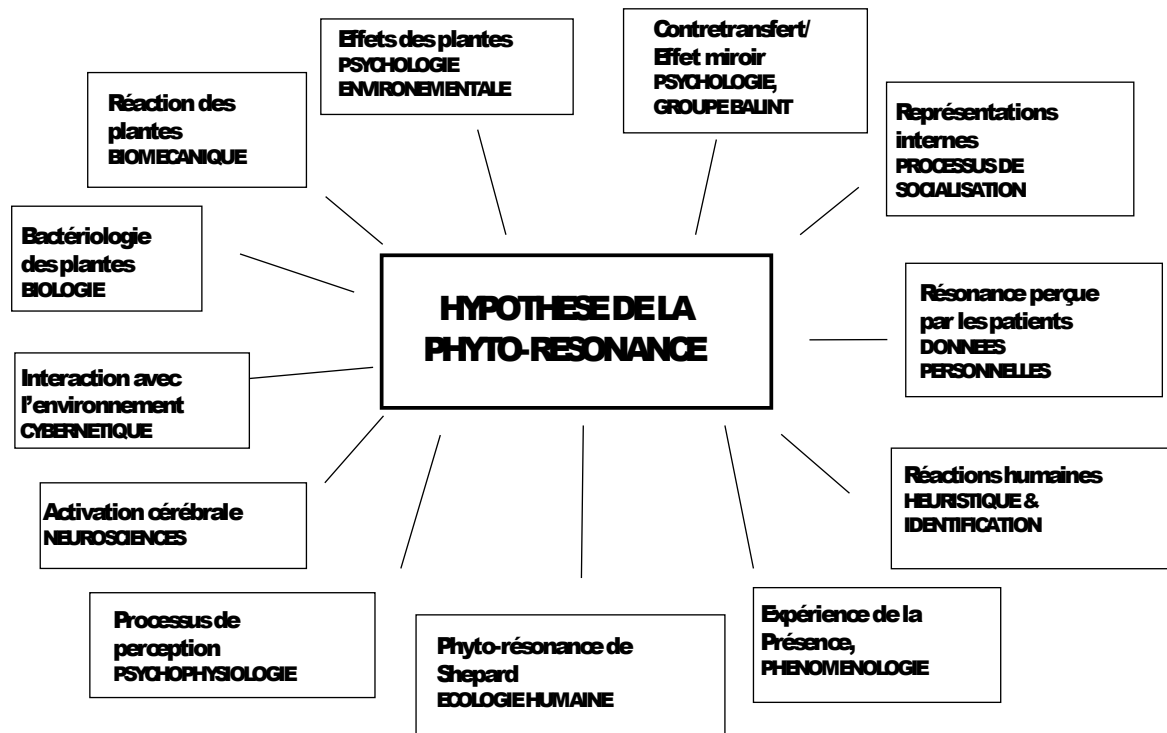 Effets des plantes
PSYCHOLOGIE
ENVIRONEMENTALE
Contretransfert/
Effet miroir
PSYCHOLOGIE,
GROUPE BALINT
Réaction des
plantes
BIOMECANIQUE
Représentations
internes
PROCESSUS DE
SOCIALISATION
Bactériologie
des plantes
BIOLOGIE
HYPOTHESE DE LA
PHYTO-RESONANCE
Résonance perçue
par les patients
DONNEES
PERSONNELLES
Interaction avec
l'environnement
CYBERNETIQUE
Réactions humaines
HEURISTIQUE &
IDENTIFICATION
Activation cérébrale
NEUROSCIENCES
Processus de
perception
PSYCHOPHYSIOLOGIE
Phyto-résonance de
Shepard
ECOLOGIE HUMAINE
Expérience de la
Présence,
PHENOMENOLOGIE